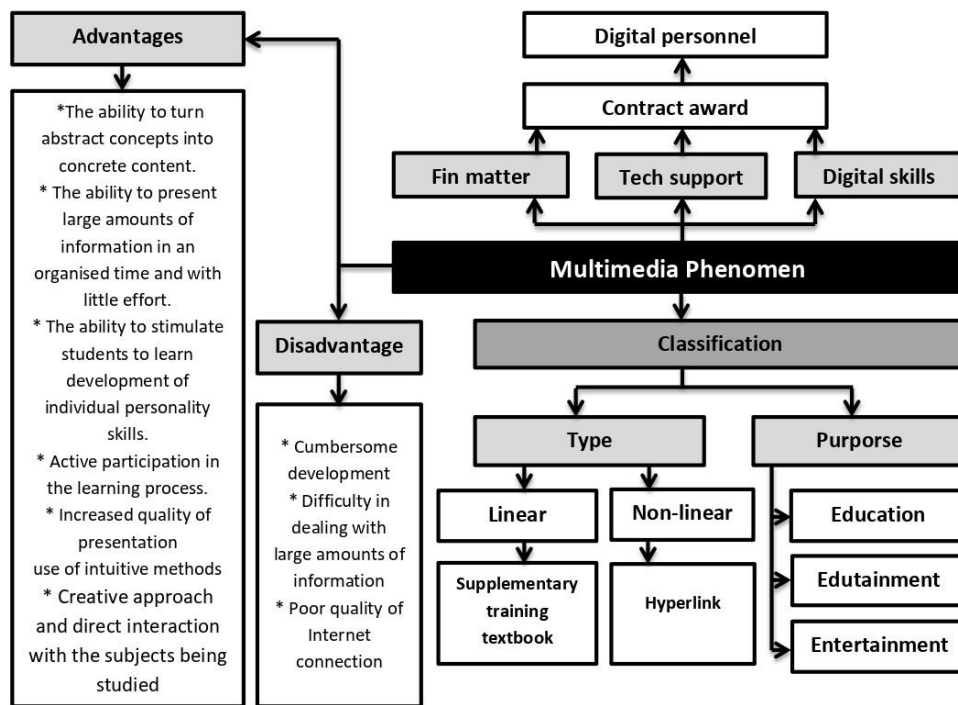 Advantages
*The ability to turn
abstract concepts into
concrete content.
* The ability to present
large amounts of
information in an
organised time and with
little effort.
* The ability to stimulate
students to learn
development of
individual personality
skills.
* Active participation in
the learning process.
* Increased quality of
presentation
use of intuitive methods
* Creative approach
and direct interaction
with the subjects being
studied
Disadvantage
* Cumbersome
development
* Difficulty in
dealing with
large amounts of
information
* Poor quality of
Internet
connection
Digital personnel
Contract award
Fin matter
Tech support
Digital skills
Multimedia Phenomen
Classification
Type
Purporse
Linear
Non-linear
Supplementary
training
textbook
Hyperlink
Education
Edutainment
Entertainment